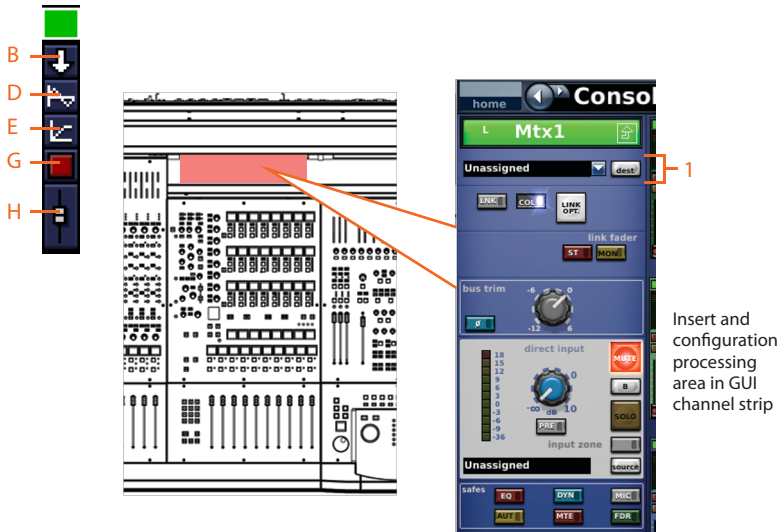 B
D
E
G
H
home
Consol
L Mtx1
Unassigned
dest
1
LNK
COL
LINK
OPT.
link fader
ST
MON
bus trim
-6
0
ø
-12
6
direct input
18
15
12
9
6
3
0
-3
-6
-9
-36
0
-∞
dB
10
PRE
MUTE
B
SOLO
input zone
Unassigned
source
safes
EQ
DYN
MIC
AUT
MTE
FDR
Insert and
configuration
processing
area in GUI
channel strip